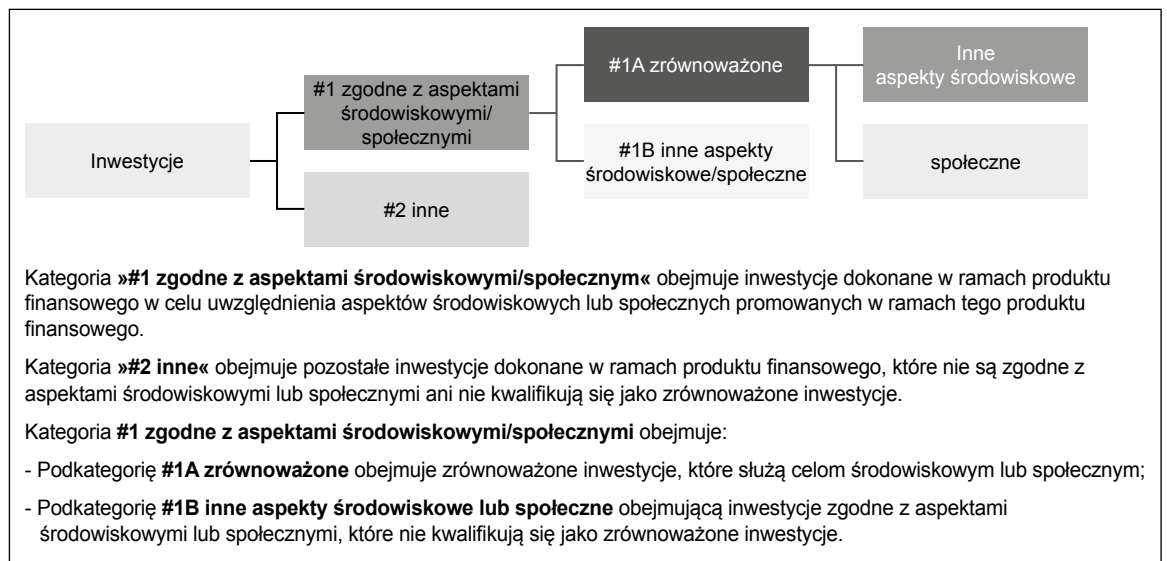 Inwestycje
#1 zgodne z aspektami
środowiskowymi/
społecznymi
#2 inne
#1A zrównoważone
#1B inne aspekty
środowiskowe/społeczne
Inne
aspekty środowiskowe
społeczne
Kategoria »#1 zgodne z aspektami środowiskowymi/społecznym« obejmuje inwestycje dokonane w ramach produktu
finansowego w celu uwzględnienia aspektów środowiskowych lub społecznych promowanych w ramach tego produktu
finansowego.
Kategoria »#2 inne« obejmuje pozostałe inwestycje dokonane w ramach produktu finansowego, które nie są zgodne z
aspektami środowiskowymi lub społecznymi ani nie kwalifikują się jako zrównoważone inwestycje.
Kategoria #1 zgodne z aspektami środowiskowymi/społecznymi obejmuje:
- Podkategorię #1A zrównoważone obejmuje zrównoważone inwestycje, które służą celom środowiskowym lub społecznym;
- Podkategorię #1B inne aspekty środowiskowe lub społeczne obejmującą inwestycje zgodne z aspektami
środowiskowymi lub społecznymi, które nie kwalifikują się jako zrównoważone inwestycje.